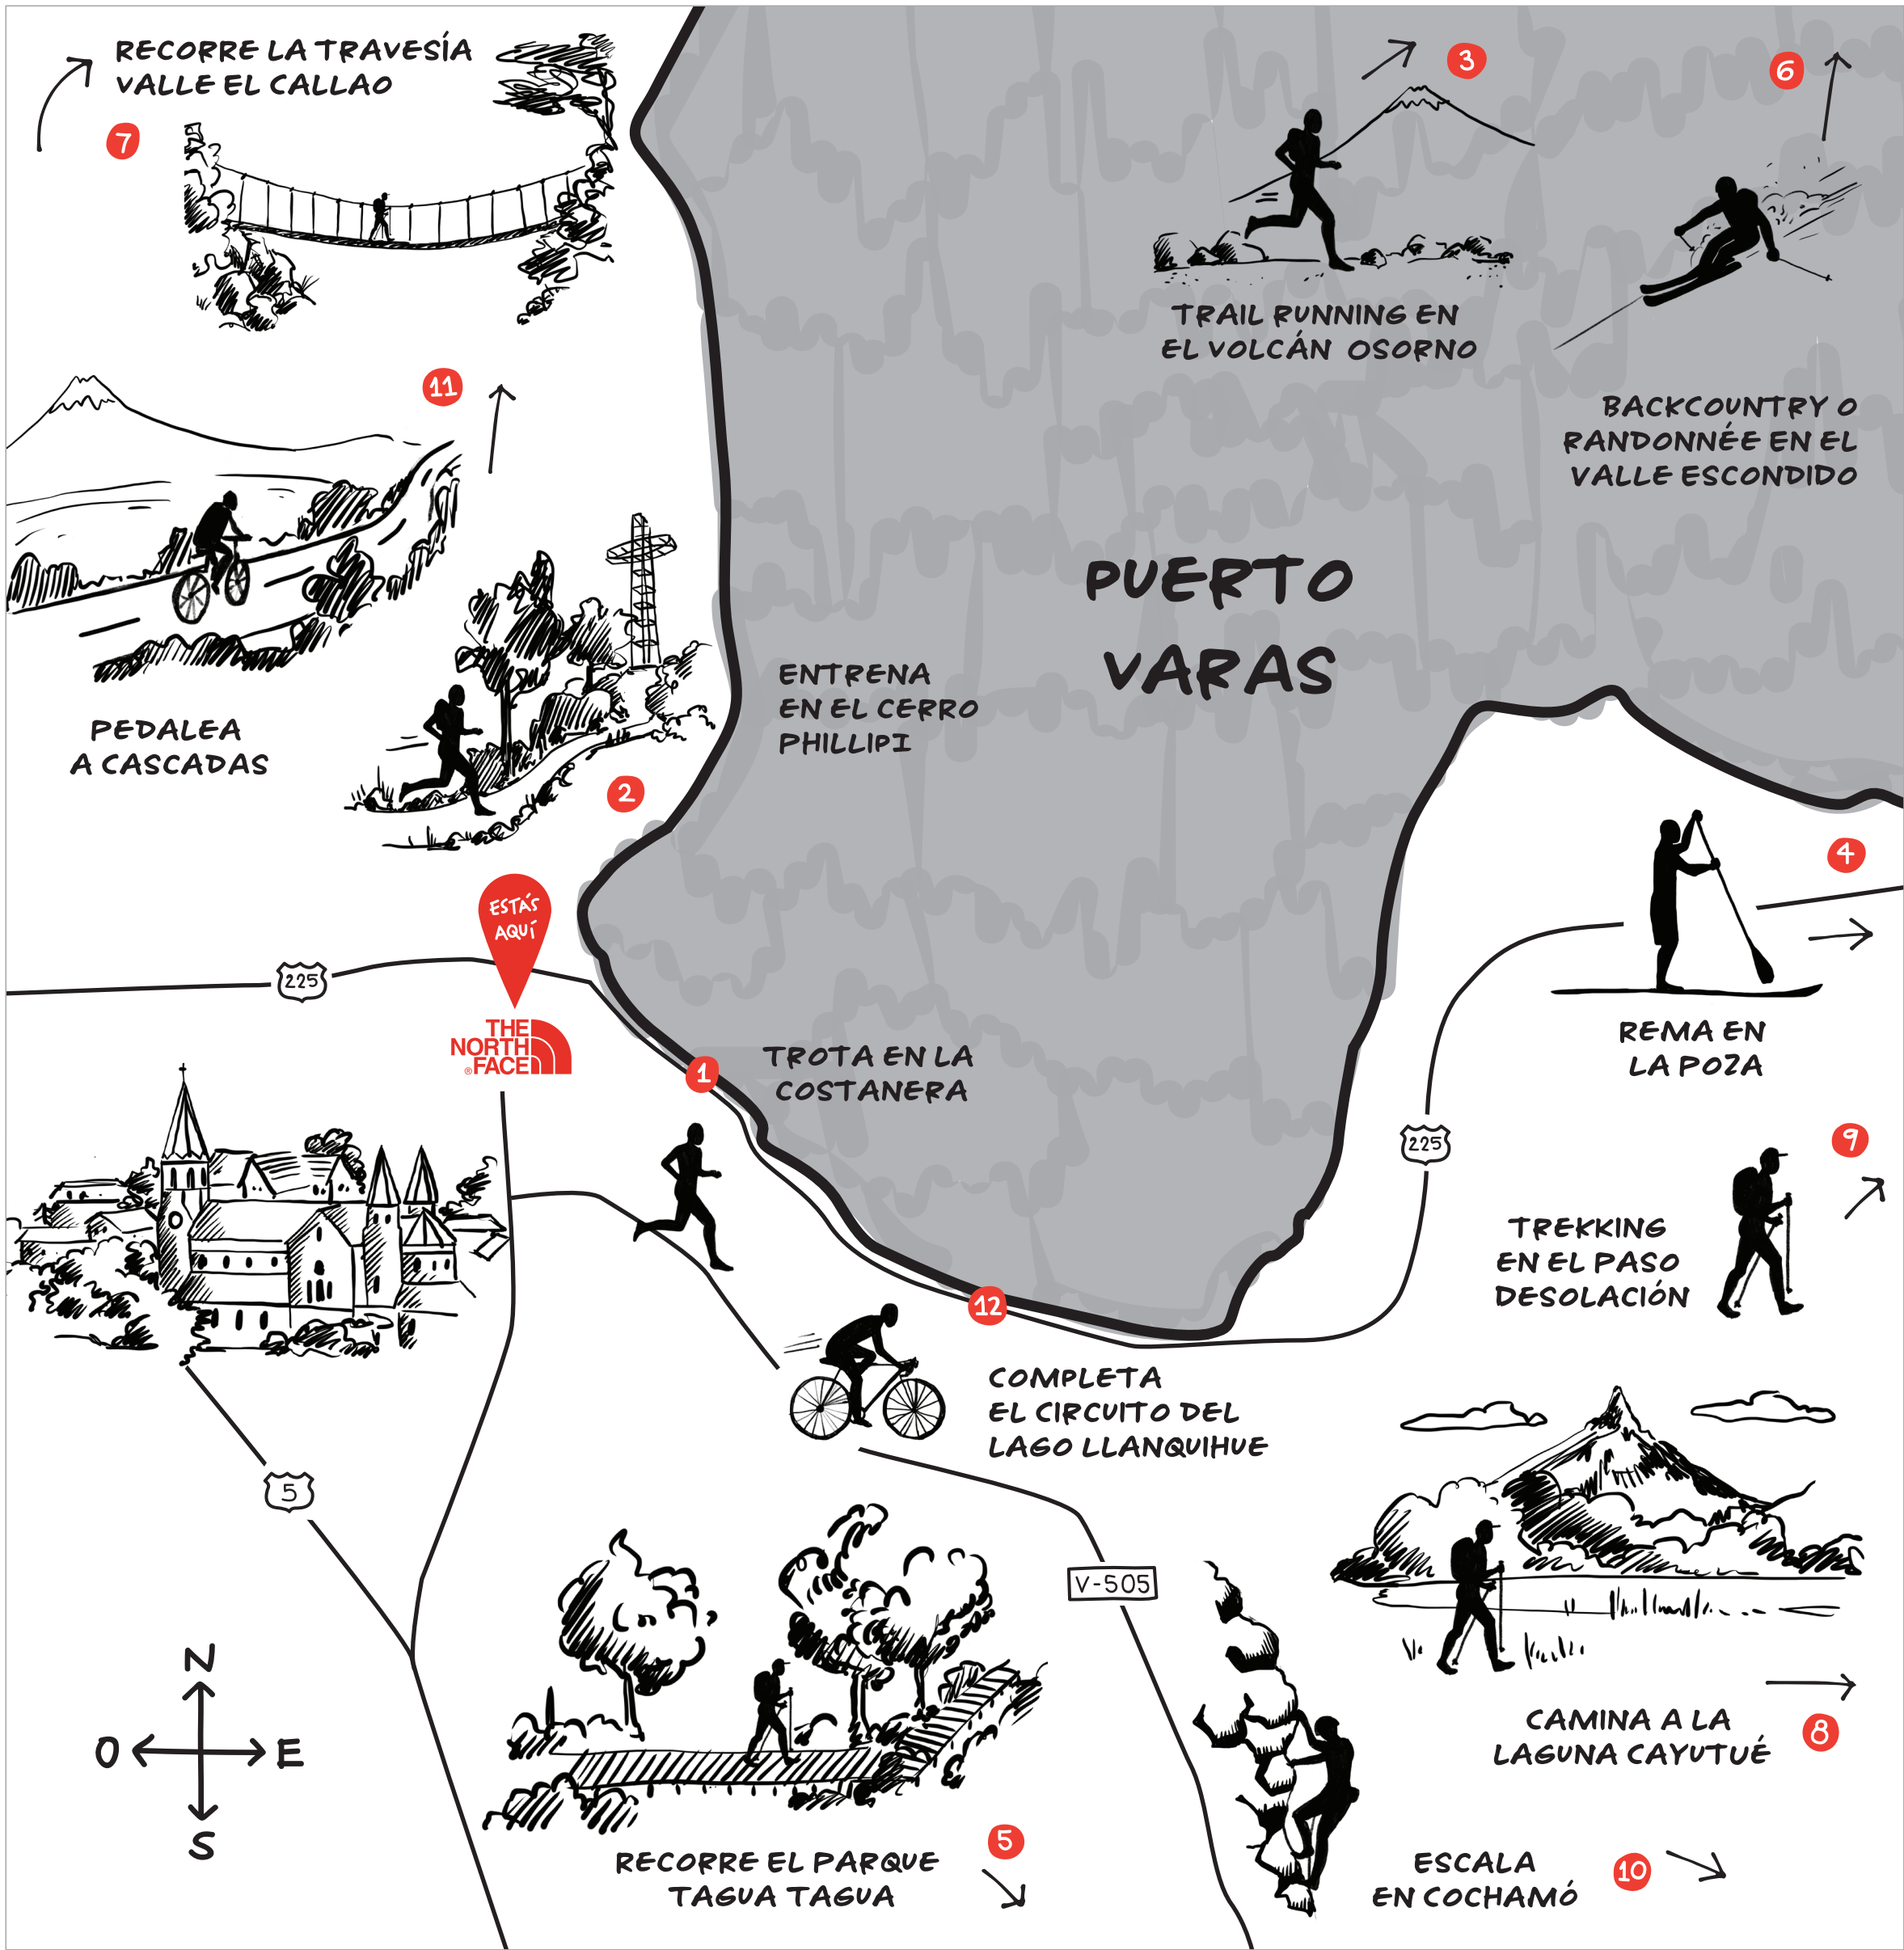 RECORRE LA TRAVESÍA
VALLE EL CALLAO
7
3
6
TRAIL RUNNING EN
EL VOLCÁN OSORNO
BACKCOUNTRY O
RANDONNÉE EN EL
VALLE ESCONDIDO
11
PEDALEA
A CASCADAS
PUERTO
VARAS
ENTRENA
EN EL CERRO
PHILLIPI
2
4
ESTÁS
AQUÍ
225
THE
NORTH
FACE
®
1
TROTA EN LA
COSTANERA
REMA EN
LA POZA
225
9
TREKKING
EN EL PASO
DESOLACIÓN
12
COMPLETA
EL CIRCUITO DEL
LAGO LLANQUIHUE
5
V-505
N
O
E
S
CAMINA A LA
LAGUNA CAYUTUÉ
8
RECORRE EL PARQUE
TAGUA TAGUA
5
ESCALA
EN COCHAMÓ
10